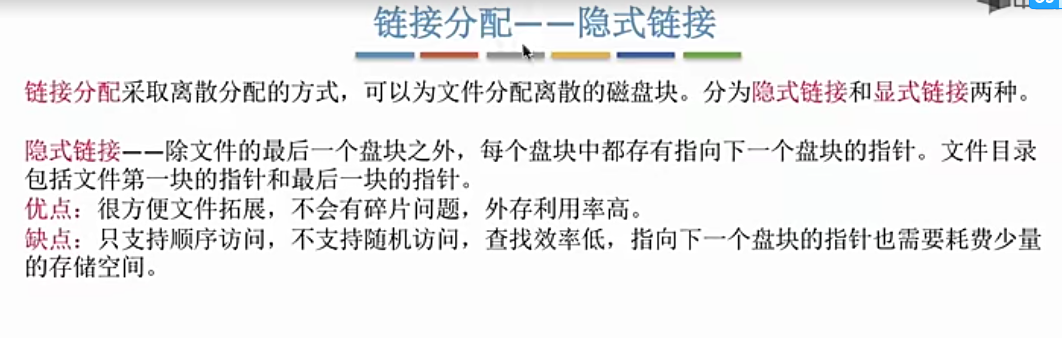 链接分配——隐式链接
链接分配采取离散分配的方式，可以为文件分配离散的磁盘块。分为隐式链接和显式链接两种。
隐式链接——除文件的最后一个盘块之外，每个盘块中都存有指向下一个盘块的指针。文件目录
包括文件第一块的指针和最后一块的指针。
优点：很方便文件拓展，不会有碎片问题，外存利用率高。
缺点：只支持顺序访问，不支持随机访问，查找效率低，指向下一个盘块的指针也需要耗费少量
的存储空间。